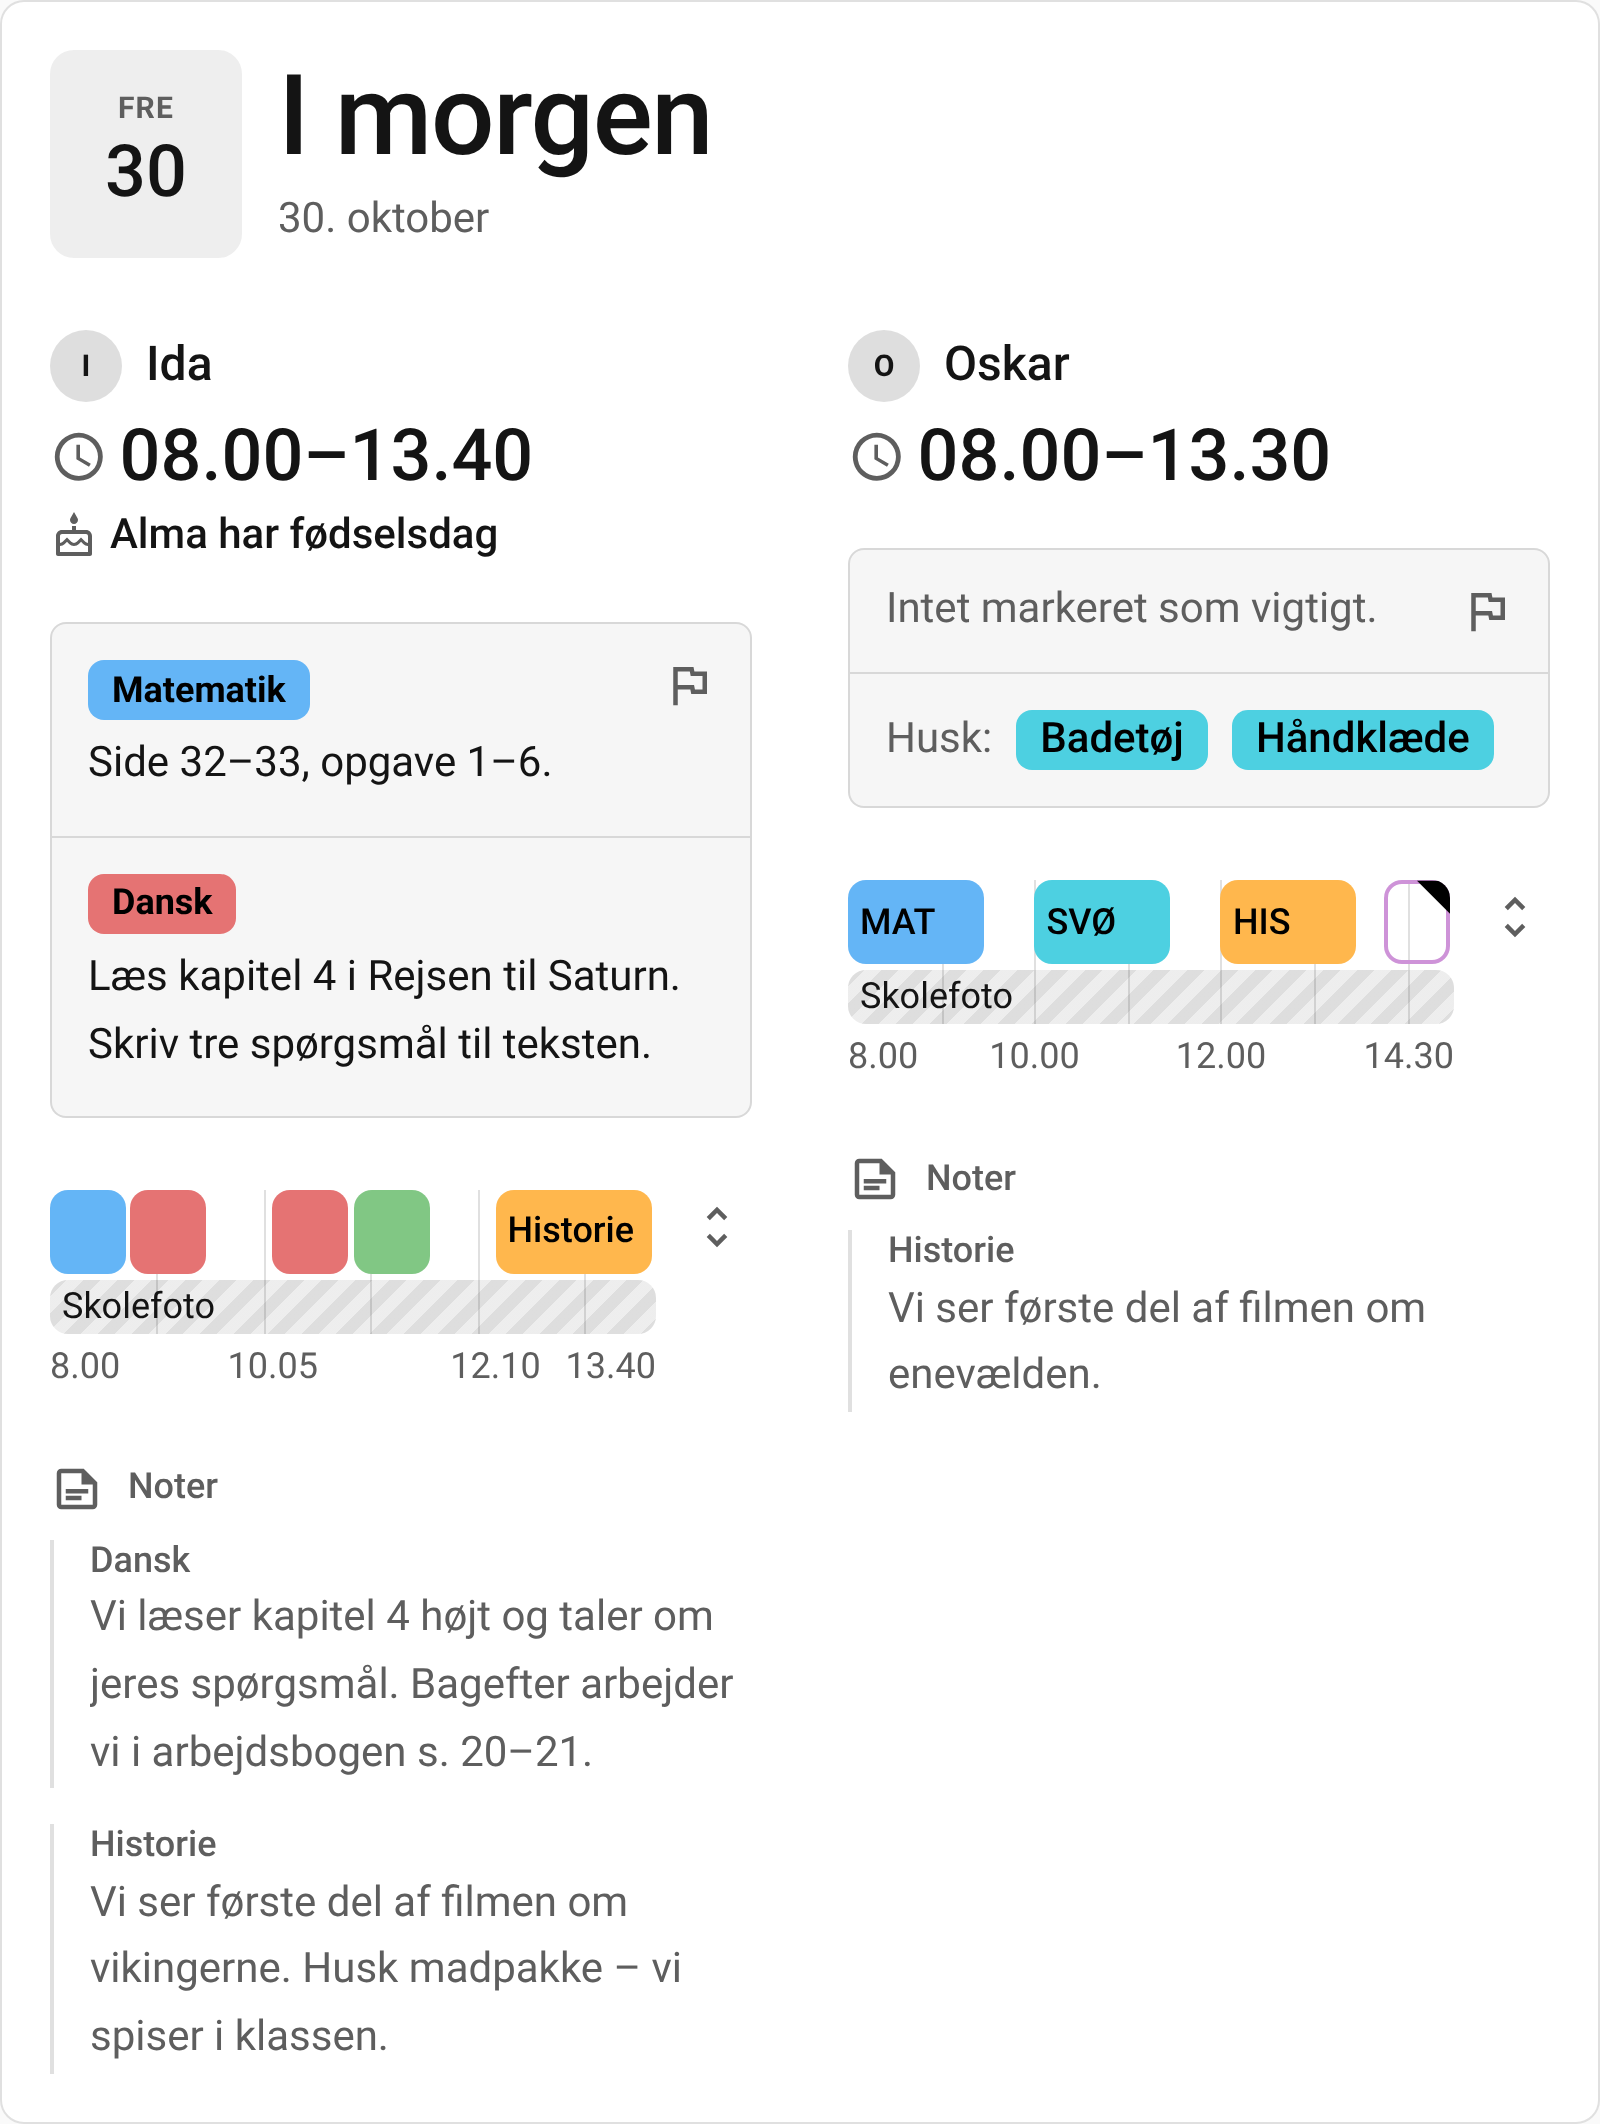 FRE
30
I morgen
30. oktober
I
Ida
08.00–13.40
Alma har fødselsdag
Matematik
Side 32–33, opgave 1–6.
Dansk
Læs kapitel 4 i Rejsen til Saturn.
Skriv tre spørgsmål til teksten.
Historie
Skolefoto
8.00 10.05 12.10 13.40
Noter
Dansk
Vi læser kapitel 4 højt og taler om
jeres spørgsmål. Bagefter arbejder
vi i arbejdsbogen s. 20–21.
Historie
Vi ser første del af filmen om
vikingerne. Husk madpakke – vi
spiser i klassen.
O
Oskar
08.00–13.30
Intet markeret som vigtigt.
Husk: Badetøj Håndklæde
MAT SVØ HIS
Skolefoto
8.00 10.00 12.00 14.30
Noter
Historie
Vi ser første del af filmen om
enevælden.